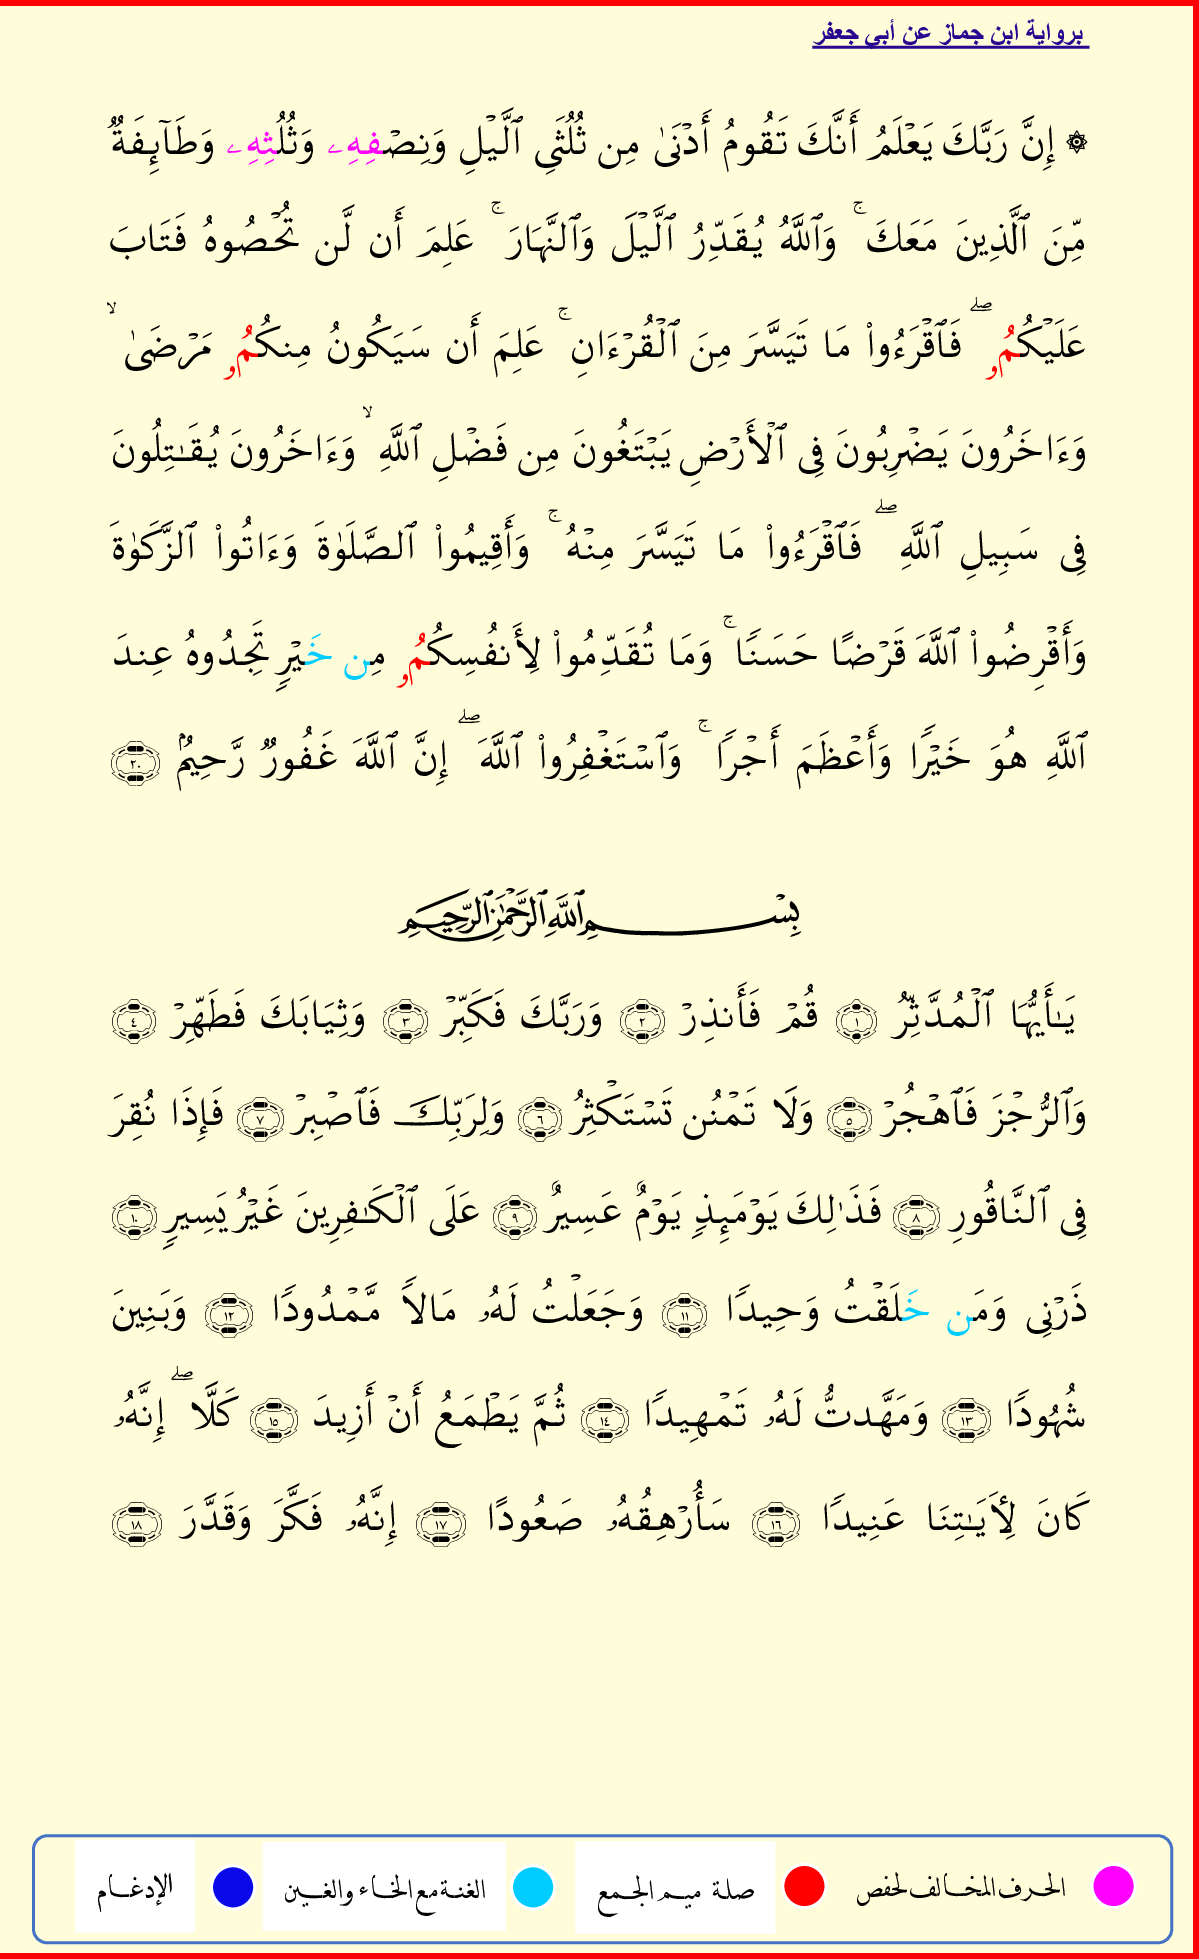 برواية ابن جماز عن أبي جعفر
۞ إِنَّ رَبَّكَ يَعۡلَمُ أَنَّكَ تَقُومُ أَدۡنَىٰ مِن ثُلُثَيِ ٱلَّيۡلِ وَنِصۡفِهِۦ وَثُلُثِهِۦ وَطَآئِفَةٌ
مِّنَ ٱلَّذِينَ مَعَكَ ۚ وَٱللَّهُ يُقَدِّرُ ٱلَّيۡلَ وَٱلنَّهَارَ ۚ عَلِمَ أَن لَّن تُحۡصُوهُ فَتَابَ
عَلَيۡكُمُۥ ۖ فَٱقۡرَءُواْ مَا تَيَسَّرَ مِنَ ٱلۡقُرۡءَانِ ۚ عَلِمَ أَن سَيَكُونُ مِنكُمُۥ مَرۡضَىٰ ۙ
وَءَاخَرُونَ يَضۡرِبُونَ فِي ٱلۡأَرۡضِ يَبۡتَغُونَ مِن فَضۡلِ ٱللَّهِ ۙ وَءَاخَرُونَ يُقَٰتِلُونَ
فِي سَبِيلِ ٱللَّهِ ۖ فَٱقۡرَءُواْ مَا تَيَسَّرَ مِنۡهُ ۚ وَأَقِيمُواْ ٱلصَّلَوٰةَ وَءَاتُواْ ٱلزَّكَوٰةَ
وَأَقۡرِضُواْ ٱللَّهَ قَرۡضًا حَسَنٗا ۚ وَمَا تُقَدِّمُواْ لِأَنفُسِكُمُۥ مِن خَيۡرٖ تَجِدُوهُ عِندَ
ٱللَّهِ هُوَ خَيۡرٗا وَأَعۡظَمَ أَجۡرٗا ۚ وَٱسۡتَغۡفِرُواْ ٱللَّهَ ۖ إِنَّ ٱللَّهَ غَفُورٞ رَّحِيمُۢ ٢٠
بِسۡمِ ٱللَّهِ ٱلرَّحۡمَٰنِ ٱلرَّحِيمِ
يَٰٓأَيُّهَا ٱلۡمُدَّثِّرُ ١ قُمۡ فَأَنذِرۡ ٢ وَرَبَّكَ فَكَبِّرۡ ٣ وَثِيَابَكَ فَطَهِّرۡ ٤
وَٱلرُّجۡزَ فَٱهۡجُرۡ ٥ وَلَا تَمۡنُن تَسۡتَكۡثِرُ ٦ وَلِرَبِّكَ فَٱصۡبِرۡ ٧ فَإِذَا نُقِرَ
فِي ٱلنَّاقُورِ ٨ فَذَٰلِكَ يَوۡمَئِذٖ يَوۡمٌ عَسِيرٌ ٩ عَلَى ٱلۡكَٰفِرِينَ غَيۡرُ يَسِيرٖ ١٠
ذَرۡنِي وَمَن خَلَقۡتُ وَحِيدٗا ١١ وَجَعَلۡتُ لَهُۥ مَالٗا مَّمۡدُودٗا ١٢ وَبَنِينَ
شُهُودٗا ١٣ وَمَهَّدتُّ لَهُۥ تَمۡهِيدٗا ١٤ ثُمَّ يَطۡمَعُ أَنۡ أَزِيدَ ١٥ كَلَّا ۖ إِنَّهُۥ
كَانَ لِأٓيَٰتِنَا عَنِيدٗا ١٦ سَأُرۡهِقُهُۥ صَعُودًا ١٧ إِنَّهُۥ فَكَّرَ وَقَدَّرَ ١٨
الحرف المخالف لحفص صلة ميم الجمع الغنة مع الخاء والغين الإدغام